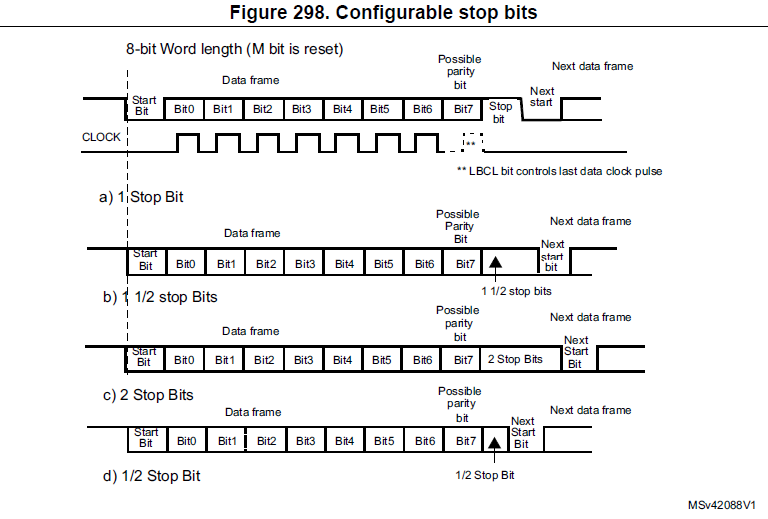 Figure 298. Configurable stop bits
8-bit Word length (M bit is reset)
Data frame
Possible
parity
bit
Next data frame
Start
Bit
Bit0
Bit1
Bit2
Bit3
Bit4
Bit5
Bit6
Bit7
Stop
bit
Next
start
CLOCK
**
** LBCL bit controls last data clock pulse
a) 1 Stop Bit
Data frame
Possible
Parity
Bit
Next data frame
Start
Bit
Bit0
Bit1
Bit2
Bit3
Bit4
Bit5
Bit6
Bit7
Next
start
bit
1 1/2 stop bits
b) 1 1/2 stop Bits
Data frame
Possible
parity
bit
Next data frame
Start
Bit
Bit0
Bit1
Bit2
Bit3
Bit4
Bit5
Bit6
Bit7
2 Stop Bits
Next
Start
Bit
c) 2 Stop Bits
Data frame
Possible
parity
bit
Next data frame
Start
Bit
Bit0
Bit1
Bit2
Bit3
Bit4
Bit5
Bit6
Bit7
Next
Start
Bit
1/2 Stop Bit
d) 1/2 Stop Bit
MSv42088V1